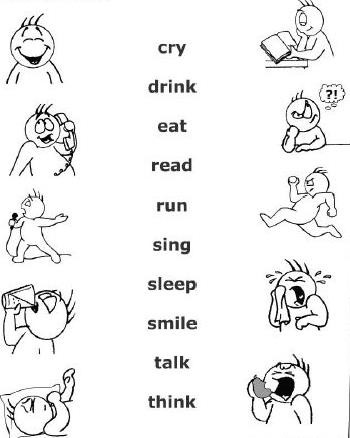 cry
drink
?!
eat
read
run
sing
sleep
smile
talk
think